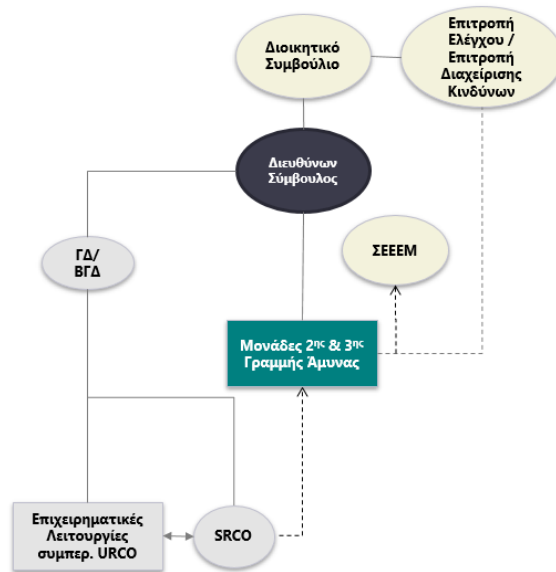 Διοικητικό
Συμβούλιο
Επιτροπή
Ελέγχου /
Επιτροπή
Διαχείρισης
Κινδύνων
Διευθύνων
Σύμβουλος
ΓΔ/
ΒΓΔ
ΣΕΕΕΜ
Μονάδες 2ης & 3ης
Γραμμής Άμυνας
Επιχειρηματικές
Λειτουργίες
συμπερ. URCO
SRCO